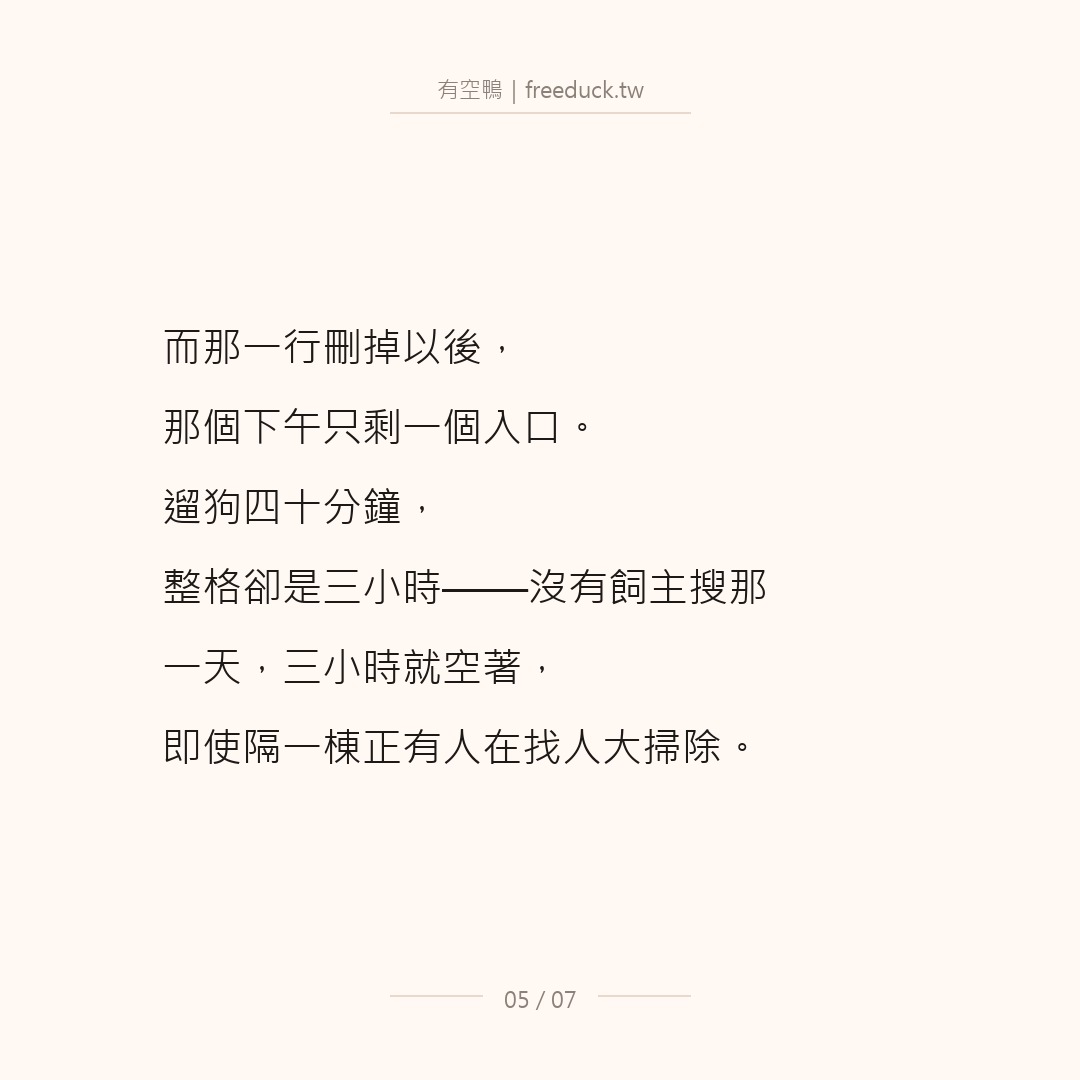 有空鴨｜freeduck.tw
而那一行刪掉以後，
那個下午只剩一個入口。
遛狗四十分鐘，
整格卻是三小時——沒有飼主搜那
一天，三小時就空著，
即使隔一棟正有人在找人大掃除。
05 / 07